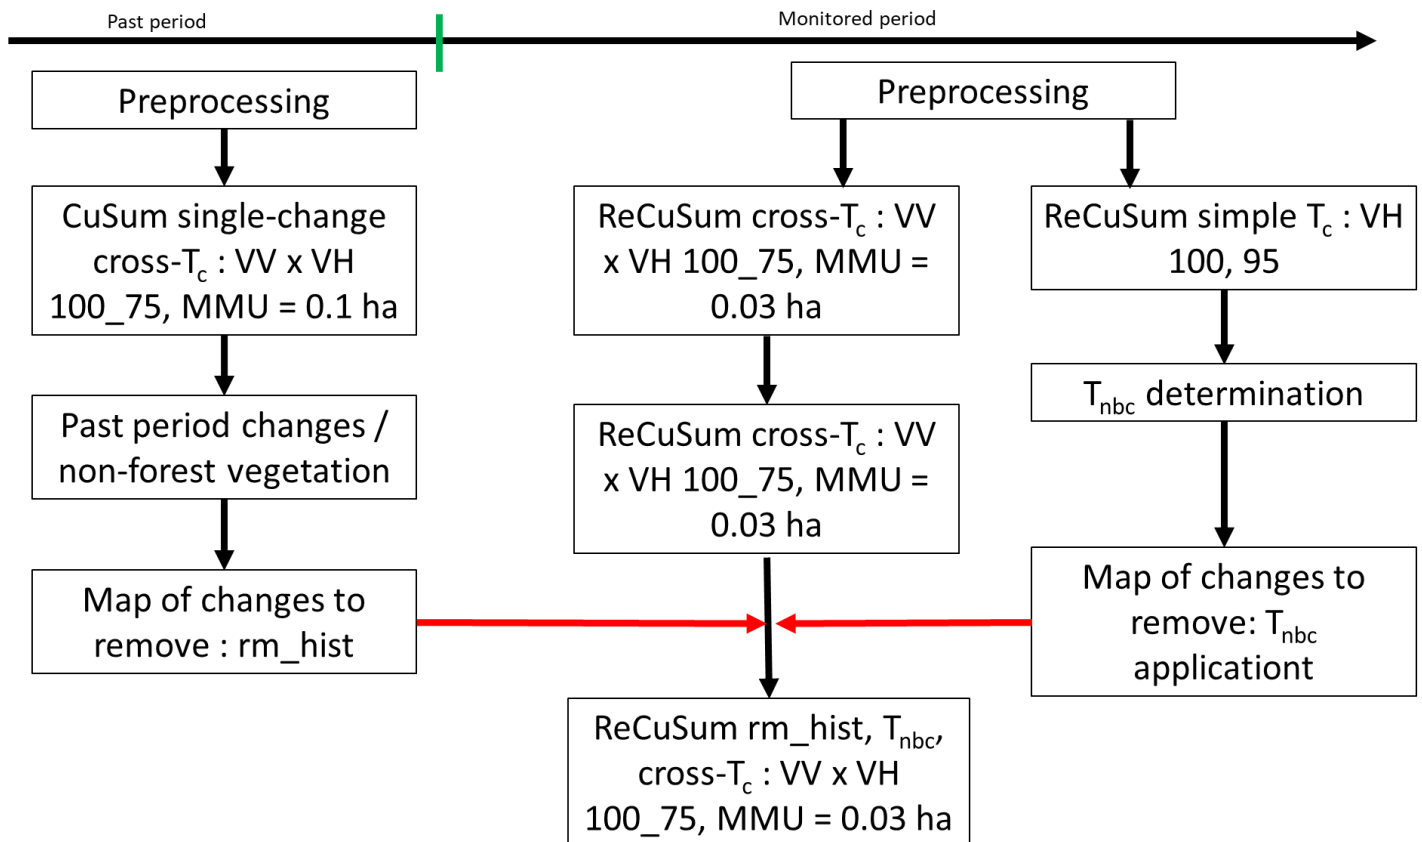 Past period
Monitored period
Preprocessing
CuSum single-change
cross-Tc : VV x VH
100_75, MMU = 0.1 ha
Past period changes /
non-forest vegetation
Map of changes to
remove : rm_hist
Preprocessing
ReCuSum cross-Tc : VV
x VH 100_75, MMU =
0.03 ha
ReCuSum cross-Tc : VV
x VH 100_75, MMU =
0.03 ha
ReCuSum simple Tc : VH
100, 95
Tnbc determination
Map of changes to
remove: Tnbc
applicationt
ReCuSum rm_hist, Tnbc,
cross-Tc : VV x VH
100_75, MMU = 0.03 ha